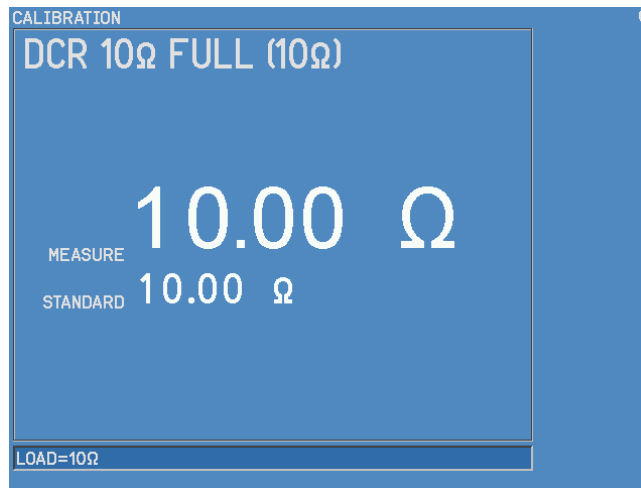 CALIBRATION
DCR 10Ω FULL (10Ω)
MEASURE 10.00 Ω
STANDARD 10.00 Ω
LOAD=10Ω